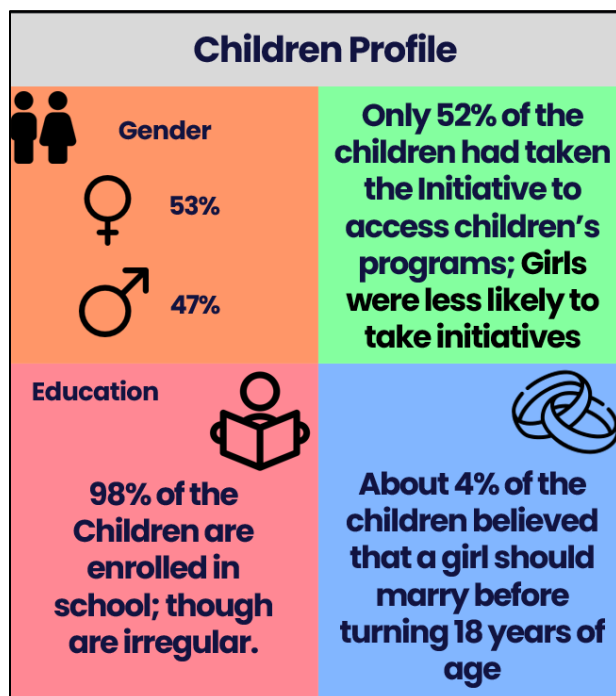 Children Profile
Gender
53%
47%
Only 52% of the
children had taken
the Initiative to
access children's
programs; Girls
were less likely to
take initiatives
Education
98% of the
Children are
enrolled in
school; though
are irregular.
About 4% of the
children believed
that a girl should
marry before
turning 18 years of
age